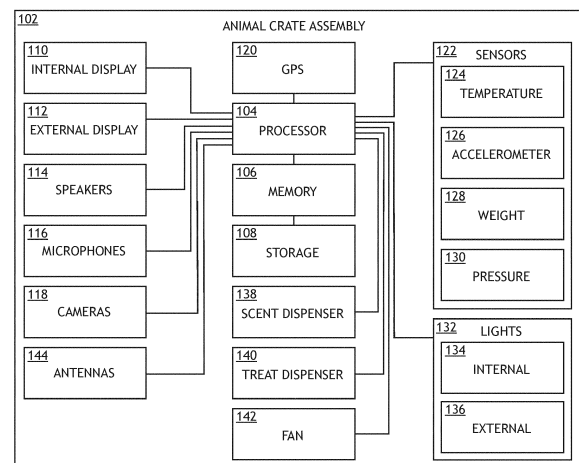 102
ANIMAL CRATE ASSEMBLY
110
INTERNAL DISPLAY
112
EXTERNAL DISPLAY
114
SPEAKERS
116
MICROPHONES
118
CAMERAS
144
ANTENNAS
120
GPS
104
PROCESSOR
106
MEMORY
108
STORAGE
138
SCENT DISPENSER
140
TREAT DISPENSER
142
FAN
122
SENSORS
124
TEMPERATURE
126
ACCELEROMETER
128
WEIGHT
130
PRESSURE
132
LIGHTS
134
INTERNAL
136
EXTERNAL